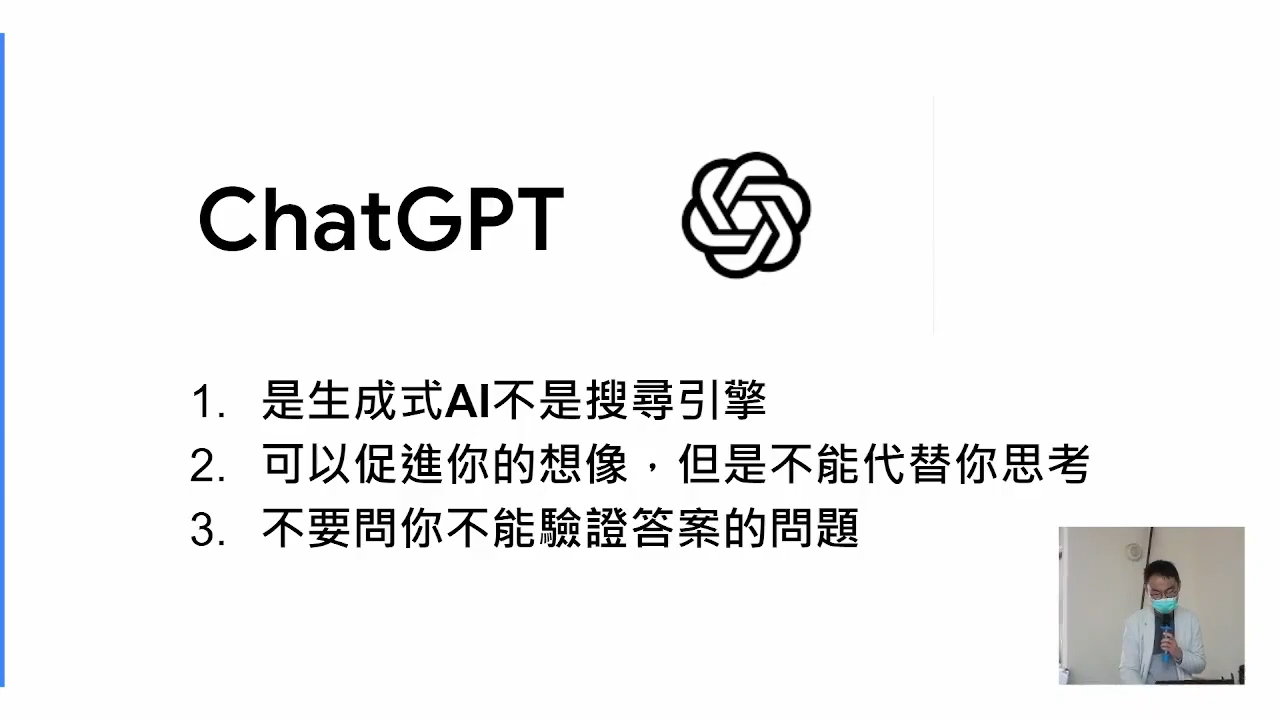 ChatGPT
1. 是生成式AI不是搜尋引擎
2. 可以促進你的想像，但是不能代替你思考
3. 不要問你不能驗證答案的問題